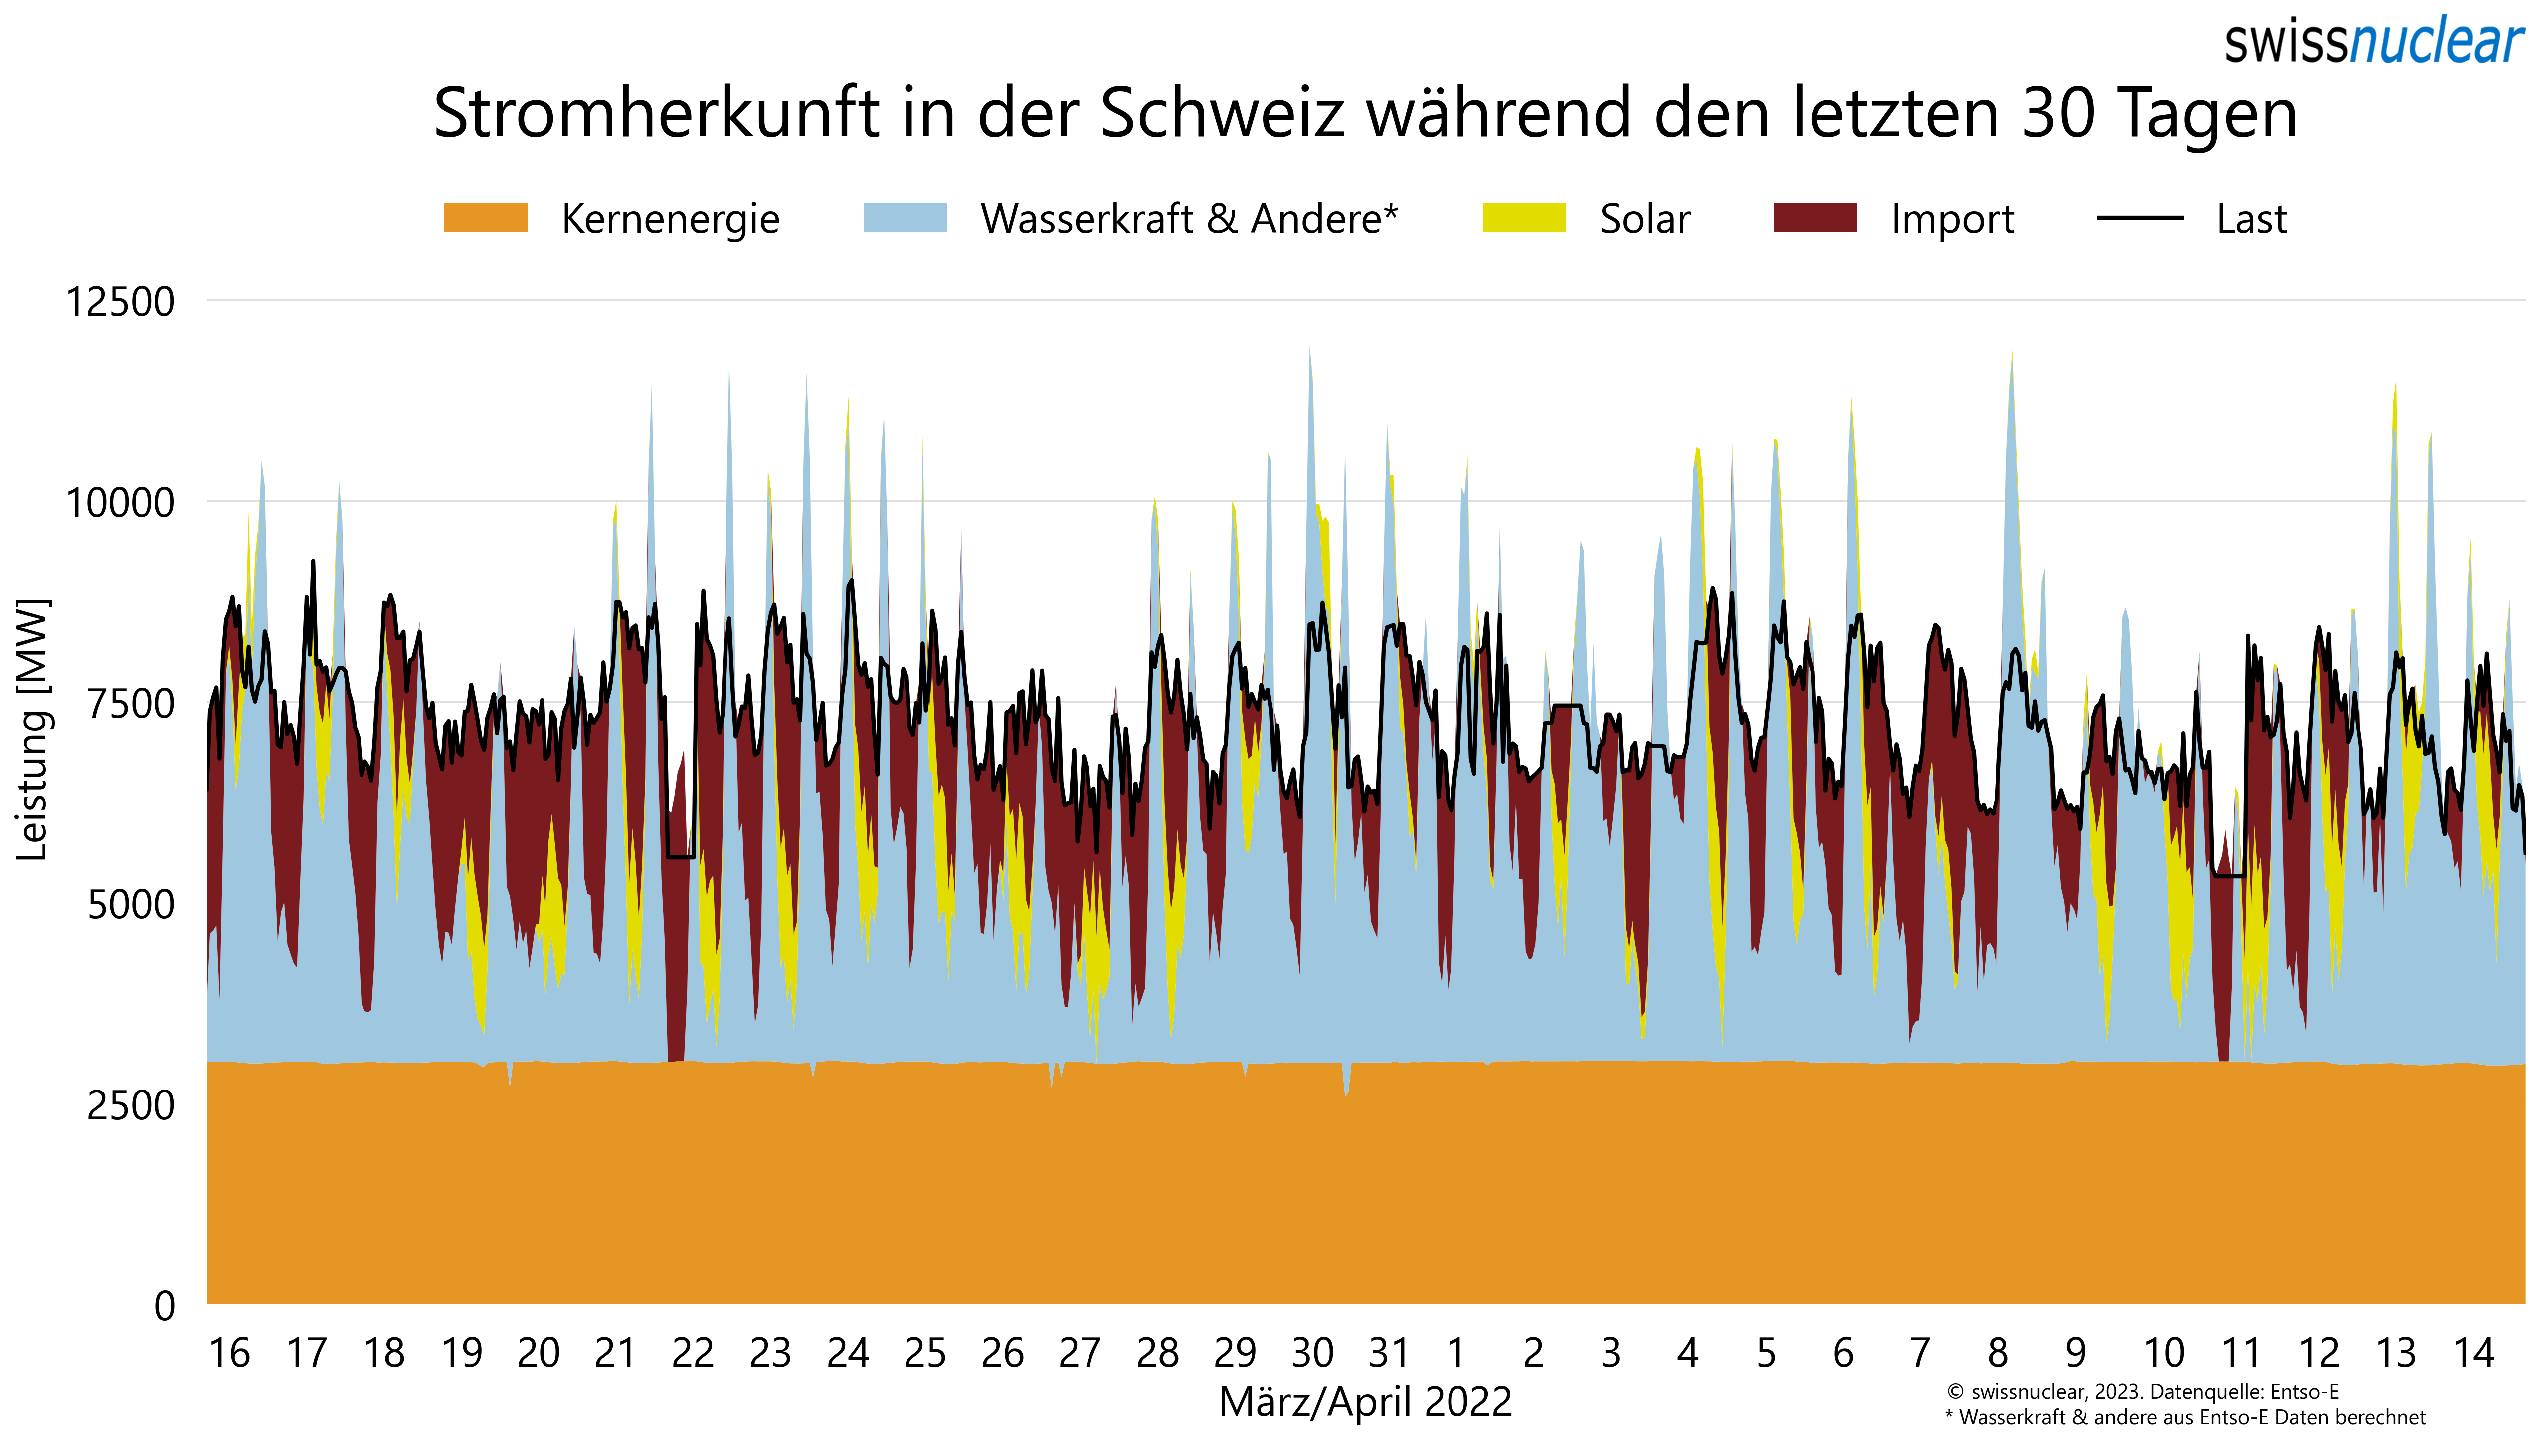 swissnuclear
Stromherkunft in der Schweiz während den letzten 30 Tagen
Kernenergie Wasserkraft & Andere* Solar Import Last
Leistung [MW]
12500
10000
7500
5000
2500
0
16 17 18 19 20 21 22 23 24 25 26 27 28 29 30 31 1 2 3 4 5 6 7 8 9 10 11 12 13 14
März/April 2022
© swissnuclear, 2023. Datenquelle: Entso-E
* Wasserkraft & andere aus Entso-E Daten berechnet